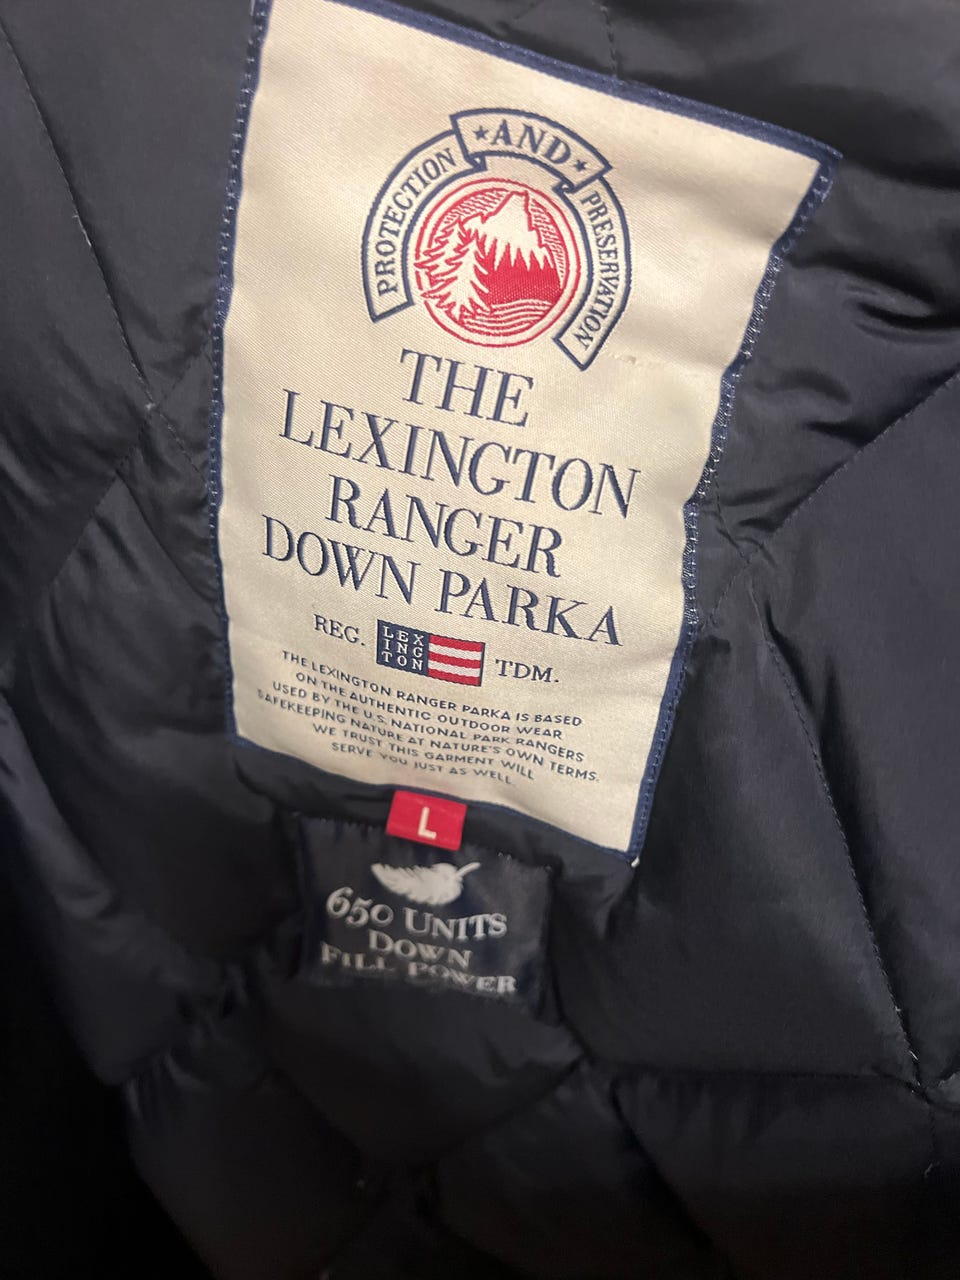 PROTECTION ★AND★ PRESERVATION
THE
LEXINGTON
RANGER
DOWN PARKA
REG. LEX ING TON TDM.
THE LEXINGTON RANGER PARKA IS BASED
ON THE AUTHENTIC OUTDOOR WEAR
USED BY THE U.S. NATIONAL PARK RANGERS
SAFEKEEPING NATURE AT NATURE'S OWN TERMS.
WE TRUST THIS GARMENT WILL
SERVE YOU JUST AS WELL.
L
650 UNITS
DOWN
FILL POWER